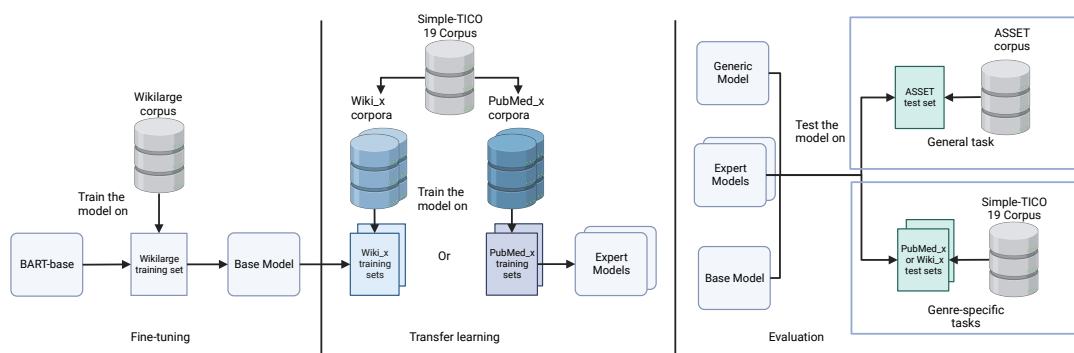 Wikilarge
corpus
Train the
model on
BART-base
Wikilarge
training set
Base Model
Fine-tuning
Simple-TICO
19 Corpus
Wiki_x
corpora
PubMed_x
corpora
Train the
model on
Wiki_x
training
sets
Or
PubMed_x
training
sets
Expert
Models
Transfer learning
Generic
Model
Expert
Models
Base Model
Test the
model on
Evaluation
ASSET
corpus
ASSET
test set
General task
Simple-TICO
19 Corpus
PubMed_x
or Wiki_x
test sets
Genre-specific
tasks